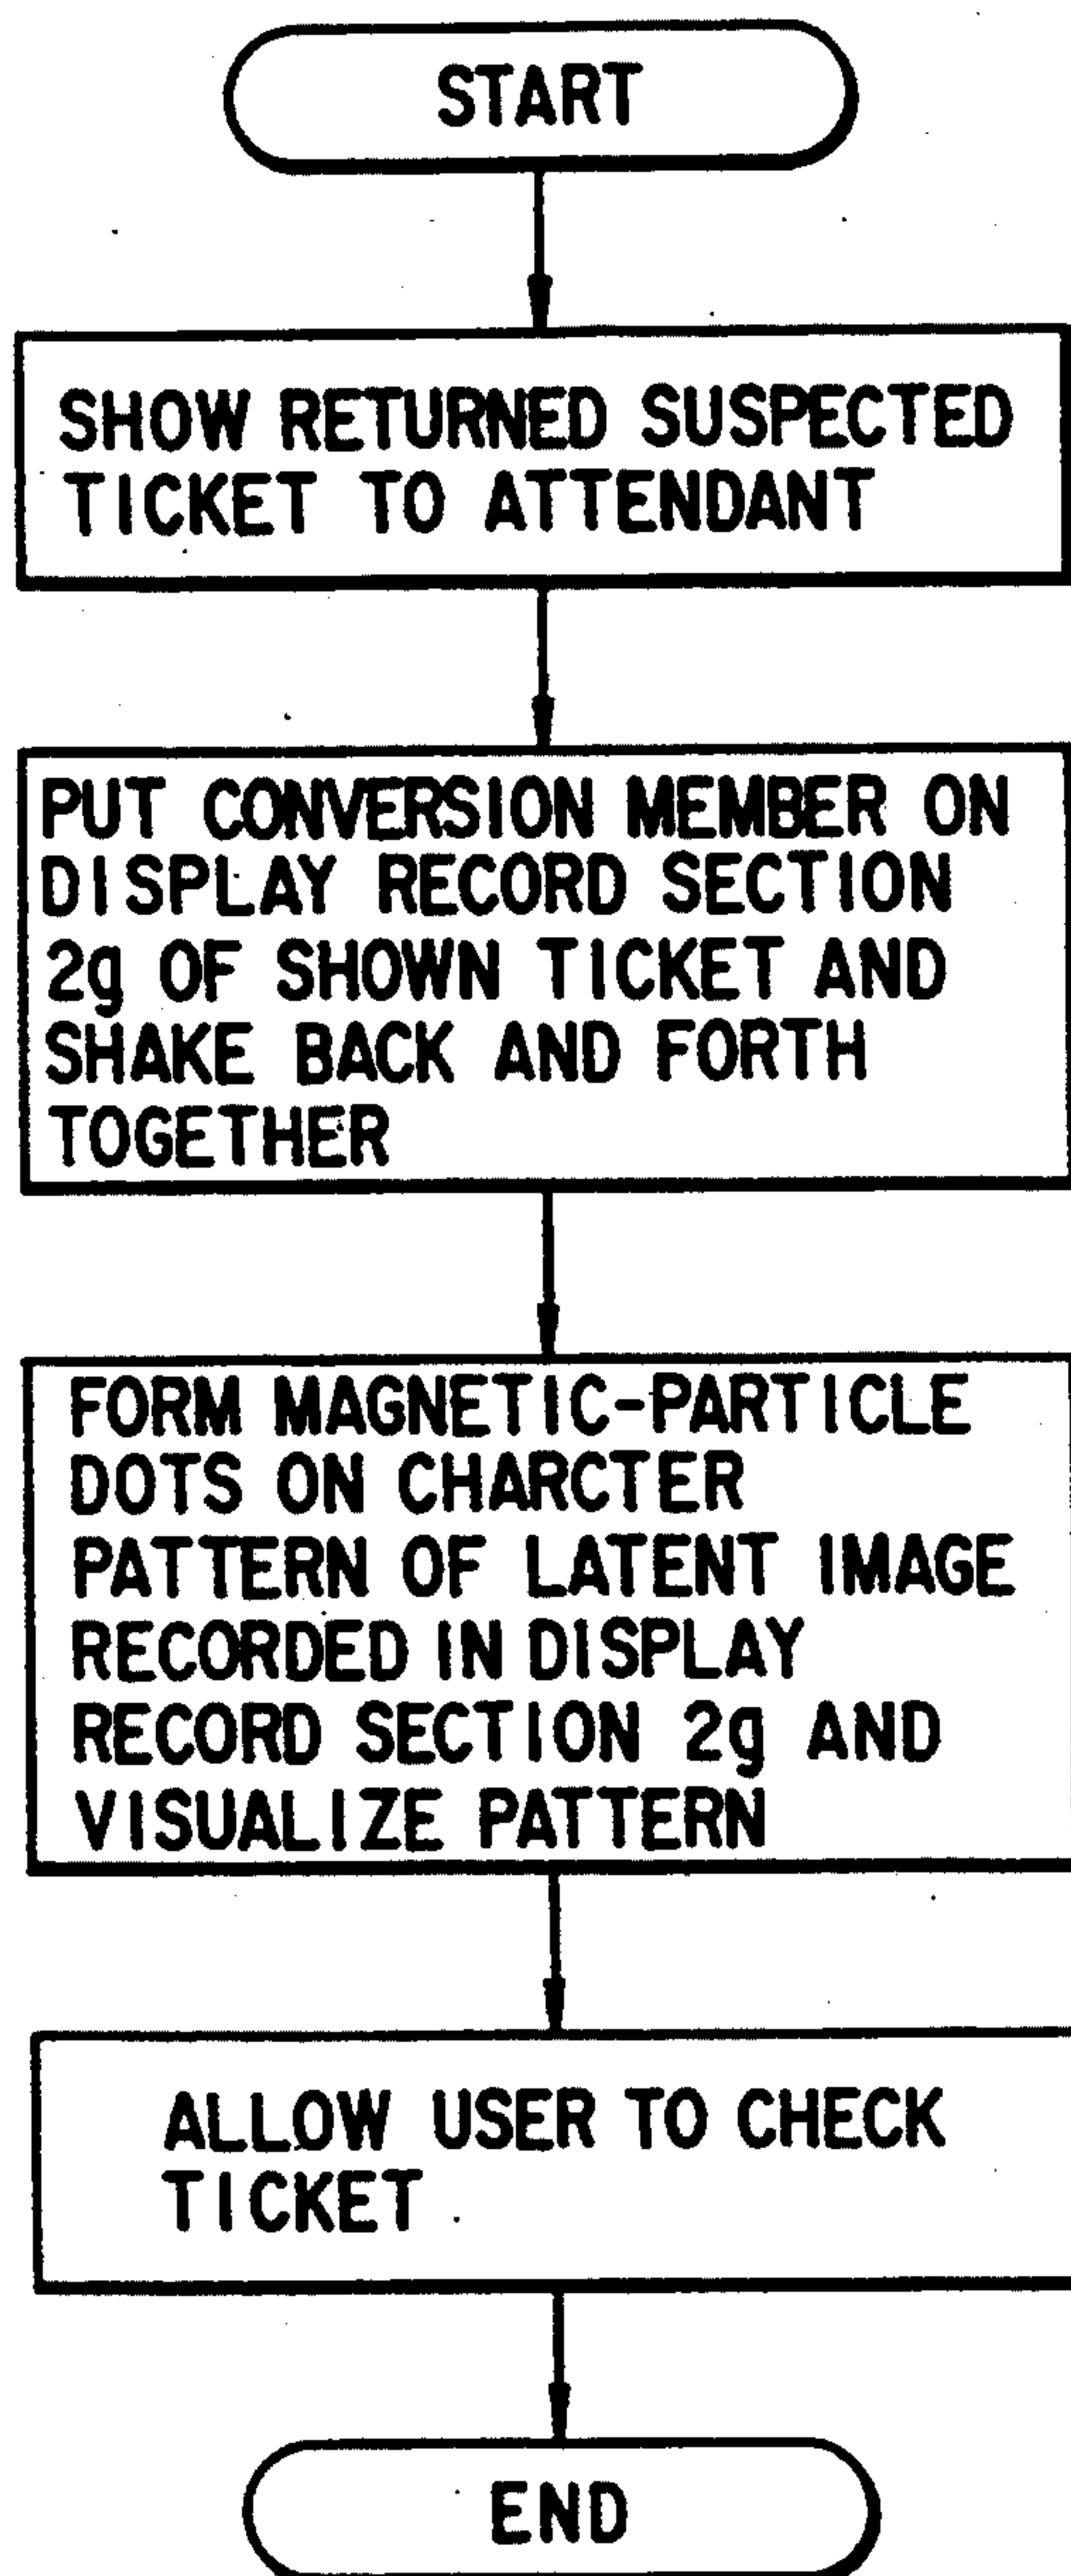 START
SHOW RETURNED SUSPECTED
TICKET TO ATTENDANT
PUT CONVERSION MEMBER ON
DISPLAY RECORD SECTION
2g OF SHOWN TICKET AND
SHAKE BACK AND FORTH
TOGETHER
FORM MAGNETIC-PARTICLE
DOTS ON CHARCTER
PATTERN OF LATENT IMAGE
RECORDED IN DISPLAY
RECORD SECTION 2g AND
VISUALIZE PATTERN
ALLOW USER TO CHECK
TICKET
END